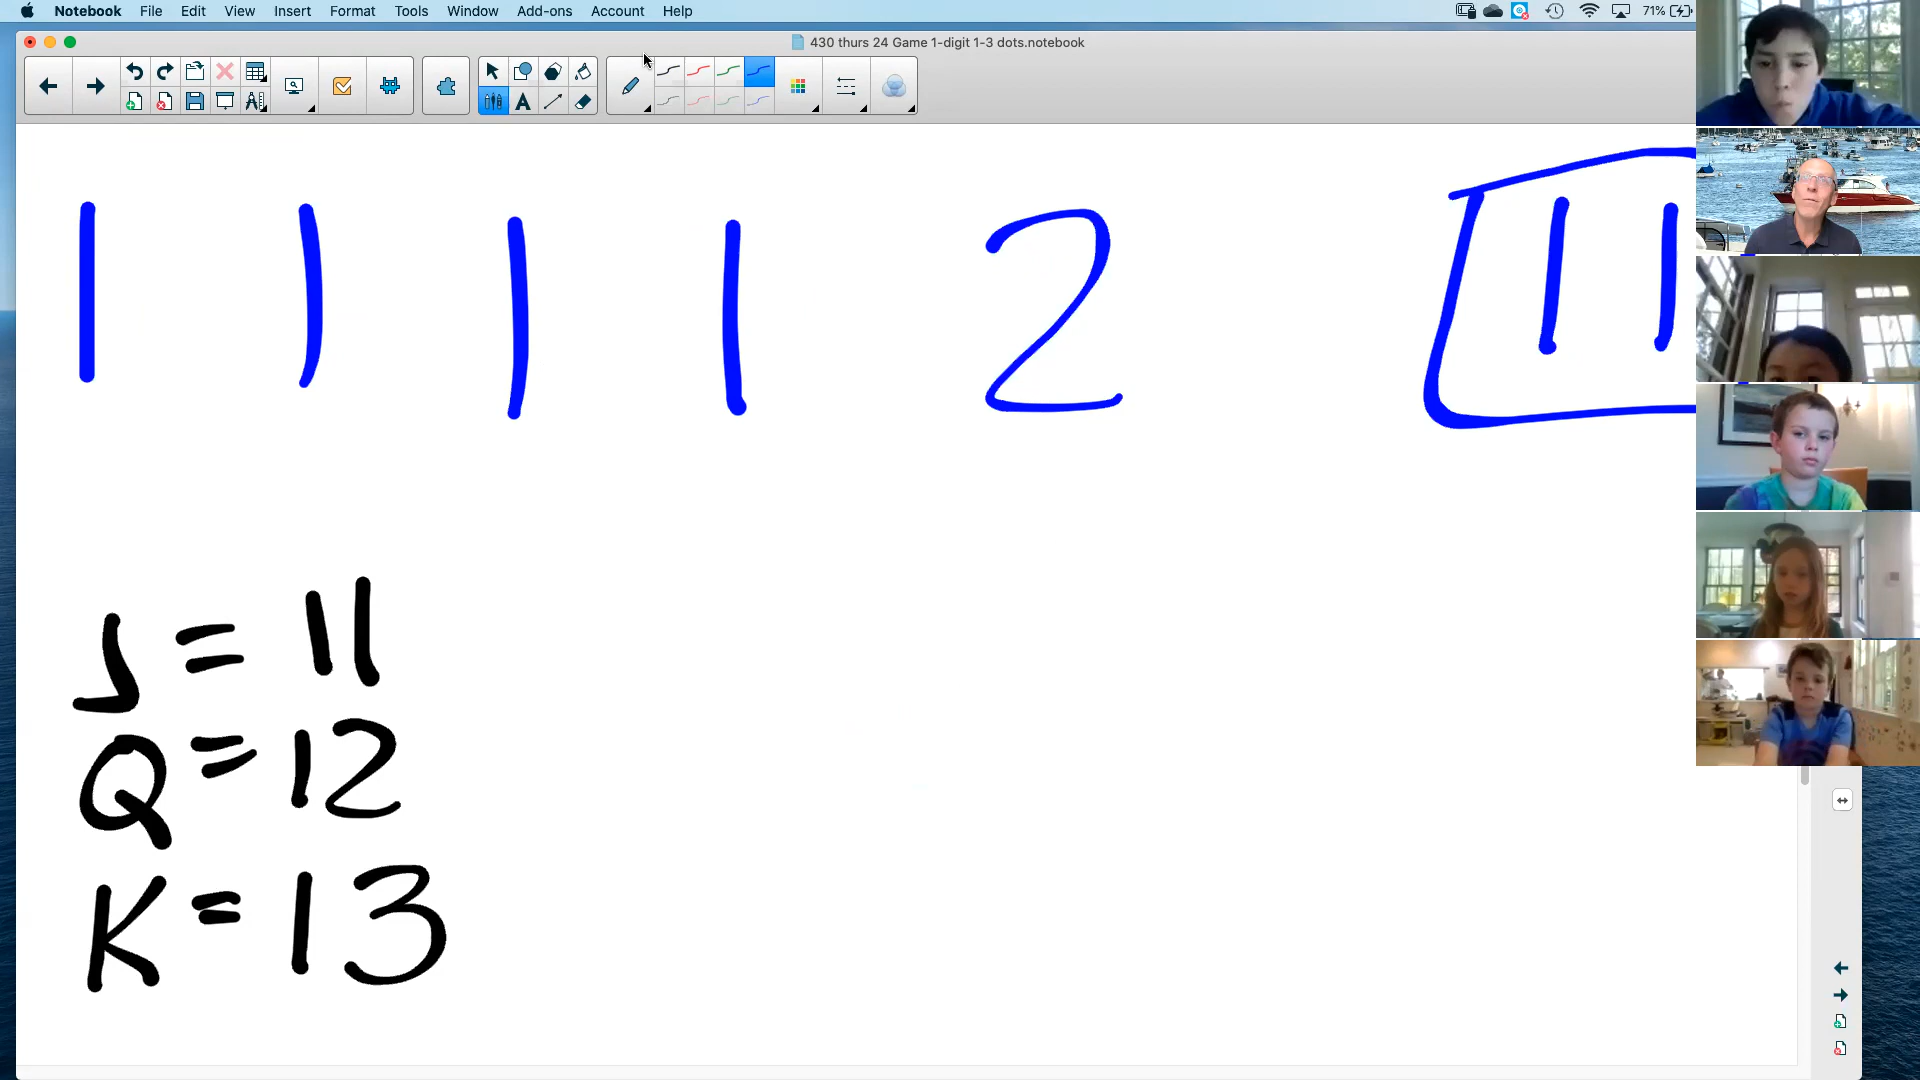 Notebook File Edit View Insert Format Tools Window Add-ons Account Help 71%
430 thurs 24 Game 1-digit 1-3 dots.notebook
A
1 1 1 1 2 11
J = 11
Q = 12
K = 13